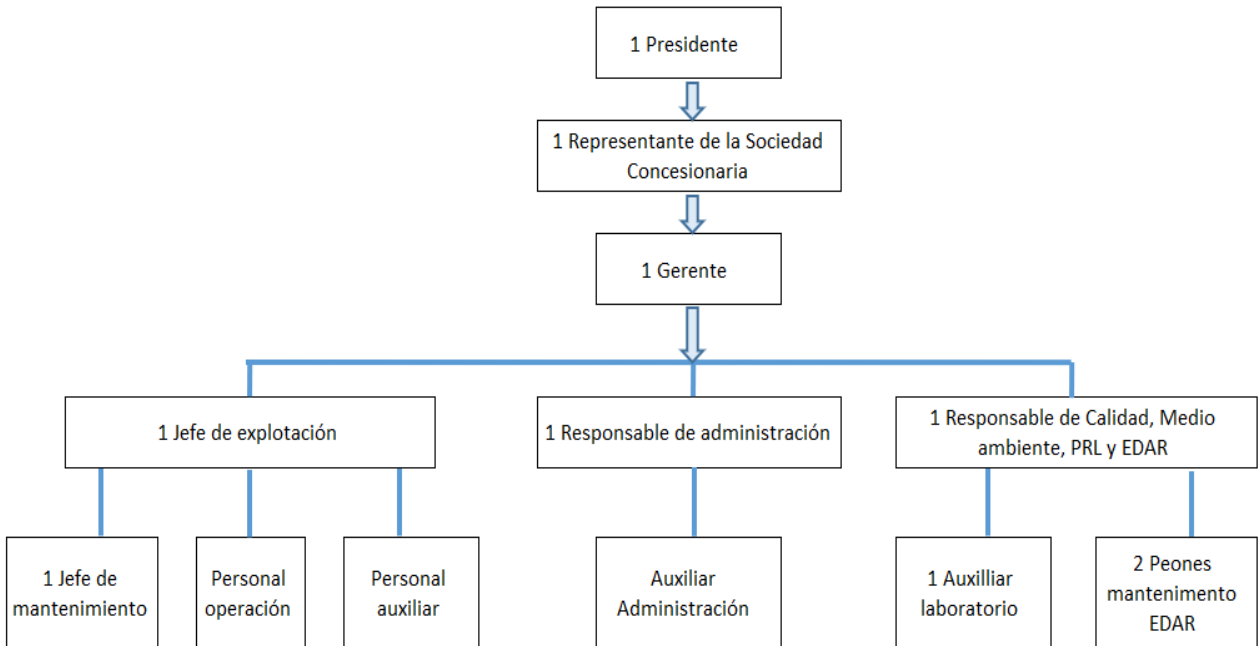 1 Presidente
1 Representante de la Sociedad
Concesionaria
1 Gerente
1 Jefe de explotación
1 Responsable de administración
1 Responsable de Calidad, Medio
ambiente, PRL y EDAR
1 Jefe de
mantenimiento
Personal
operación
Personal
auxiliar
Auxiliar
Administración
1 Auxilliar
laboratorio
2 Peones
mantenimento
EDAR